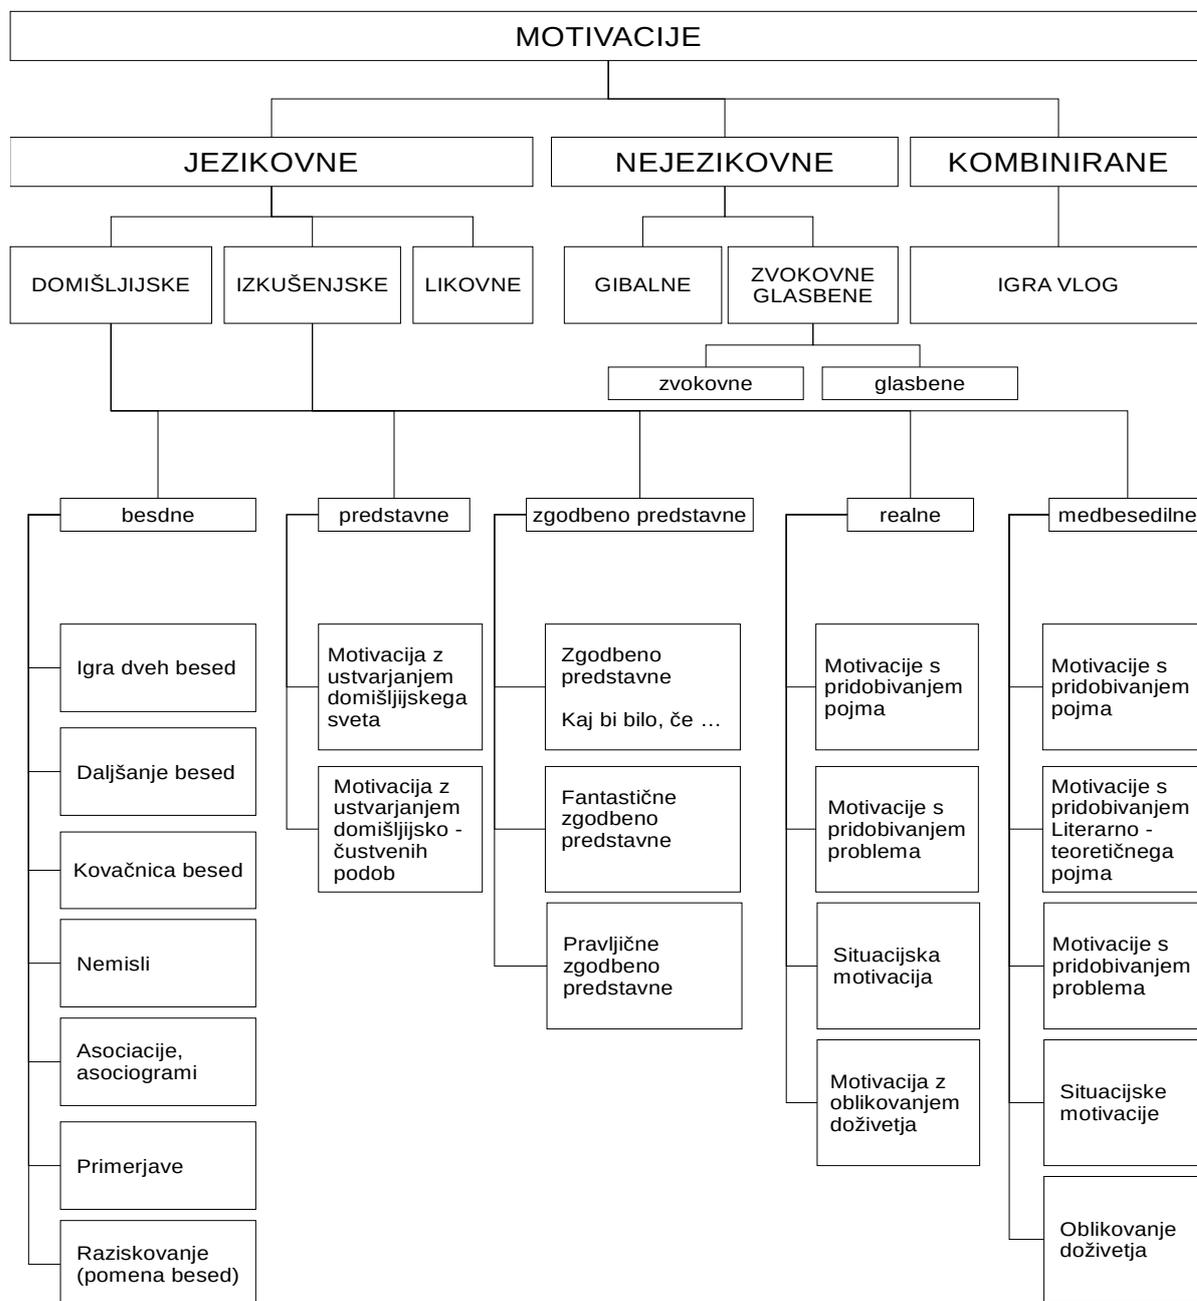 MOTIVACIJE
JEZIKOVNE
NEJEZIKOVNE
KOMBINIRANE
DOMIŠLJIJSKE
IZKUŠENJSKE
LIKOVNE
GIBALNE
ZVOKOVNE
GLASBENE
IGRA VLOG
zvokovne
glasbene
besdne
predstavne
zgodbeno predstavne
realne
medbesedilne
Igra dveh besed
Daljšanje besed
Kovačnica besed
Nemisli
Asociacije,
asociogrami
Primerjave
Raziskovanje
(pomena besed)
Motivacija z
ustvarjanjem
domišljijskega
sveta
Motivacija z
ustvarjanjem
domišljijsko -
čustvenih
podob
Zgodbeno
predstavne
Kaj bi bilo, če …
Fantastične
zgodbeno
predstavne
Pravljične
zgodbeno
predstavne
Motivacije s
pridobivanjem
pojma
Motivacije s
pridobivanjem
problema
Situacijska
motivacija
Motivacija z
oblikovanjem
doživetja
Motivacije s
pridobivanjem
pojma
Motivacije s
pridobivanjem
Literarno -
teoretičnega
pojma
Motivacije s
pridobivanjem
problema
Situacijske
motivacije
Oblikovanje
doživetja